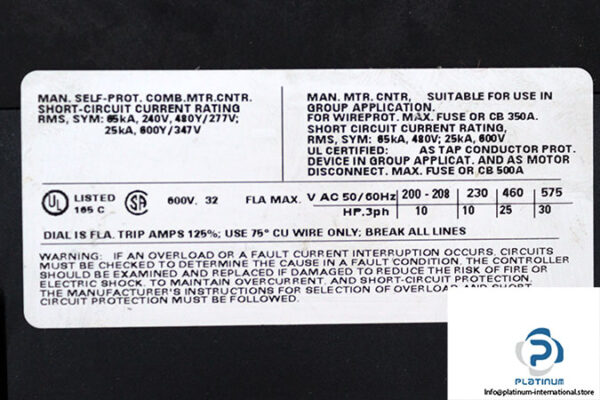 MAN. SELF-PROT. COMB.MTR.CNTR.
SHORT-CIRCUIT CURRENT RATING
RMS, SYM: 65kA, 240V, 480Y/277V;
25kA, 600Y/347V
MAN. MTR. CNTR, SUITABLE FOR USE IN
GROUP APPLICATION.
FOR WIREPROT. MAX. FUSE OR CB 350A.
SHORT CIRCUIT CURRENT RATING,
RMS, SYM.: 65kA, 480V; 25kA, 600V
UL CERTIFIED: AS TAP CONDUCTOR PROT.
DEVICE IN GROUP APPLICAT. AND AS MOTOR
DISCONNECT. MAX. FUSE OR CB 500A
UL LISTED
165 C
SA
600V, 32 FLA MAX. V AC 50/60Hz 200 - 208 230 460 575
HP.3ph 10 10 25 30
DIAL IS FLA. TRIP AMPS 125%; USE 75° CU WIRE ONLY; BREAK ALL LINES
WARNING: IF AN OVERLOAD OR A FAULT CURRENT INTERRUPTION OCCURS, CIRCUITS
MUST BE CHECKED TO DETERMINE THE CAUSE IN A FAULT CONDITION. THE CONTROLLER
SHOULD BE EXAMINED AND REPLACED IF DAMAGED TO REDUCE THE RISK OF FIRE OR
ELECTRIC SHOCK. TO MAINTAIN OVERCURRENT, AND SHORT-CIRCUIT PROTECTION.
THE MANUFACTURER'S INSTRUCTIONS FOR SELECTION OF OVERLOAD AND SHORT
CIRCUIT PROTECTION MUST BE FOLLOWED.
PLATINUM
info@platinum-international.store